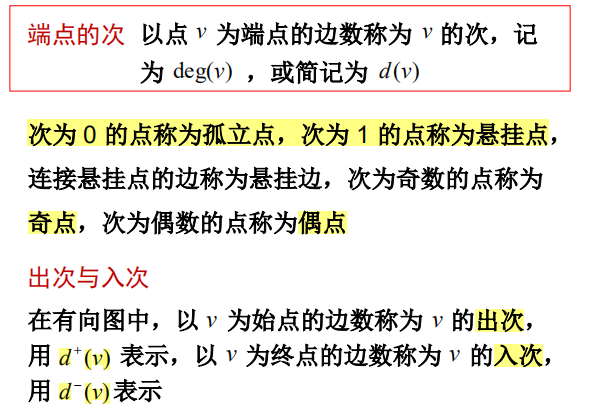 端点的次 以点 v 为端点的边数称为 v 的次，记
为 deg(v) ，或简记为 d(v)
次为 0 的点称为孤立点，次为 1 的点称为悬挂点，
连接悬挂点的边称为悬挂边，次为奇数的点称为
奇点，次为偶数的点称为偶点
出次与入次
在有向图中，以 v 为始点的边数称为 v 的出次，
用 d⁺(v) 表示，以 v 为终点的边数称为 v 的入次，
用 d⁻(v)表示